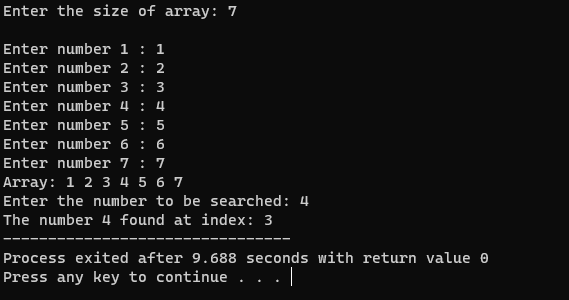 Enter the size of array: 7
Enter number 1 : 1
Enter number 2 : 2
Enter number 3 : 3
Enter number 4 : 4
Enter number 5 : 5
Enter number 6 : 6
Enter number 7 : 7
Array: 1 2 3 4 5 6 7
Enter the number to be searched: 4
The number 4 found at index: 3
--------------------------------
Process exited after 9.688 seconds with return value 0
Press any key to continue . . .